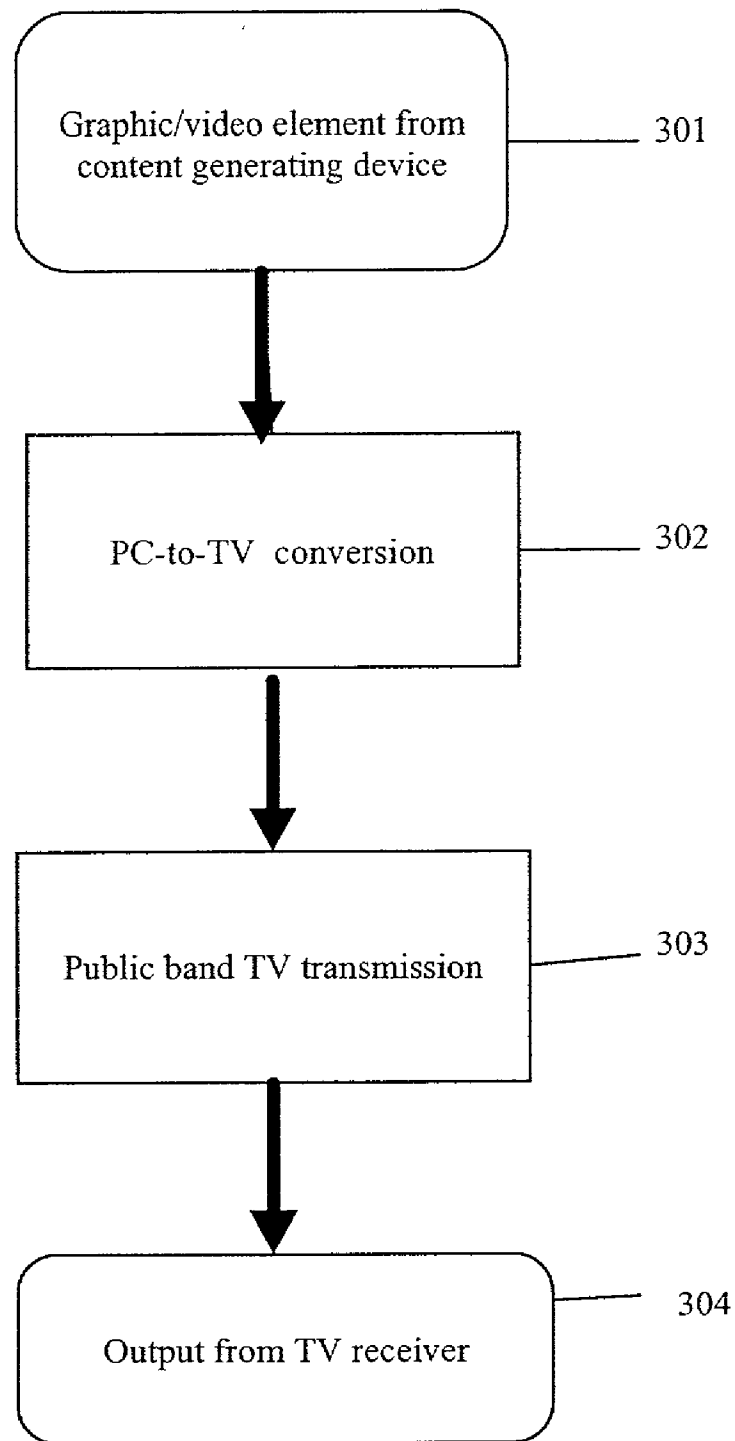 Graphic/video element from
content generating device
301
PC-to-TV conversion
302
Public band TV transmission
303
Output from TV receiver
304